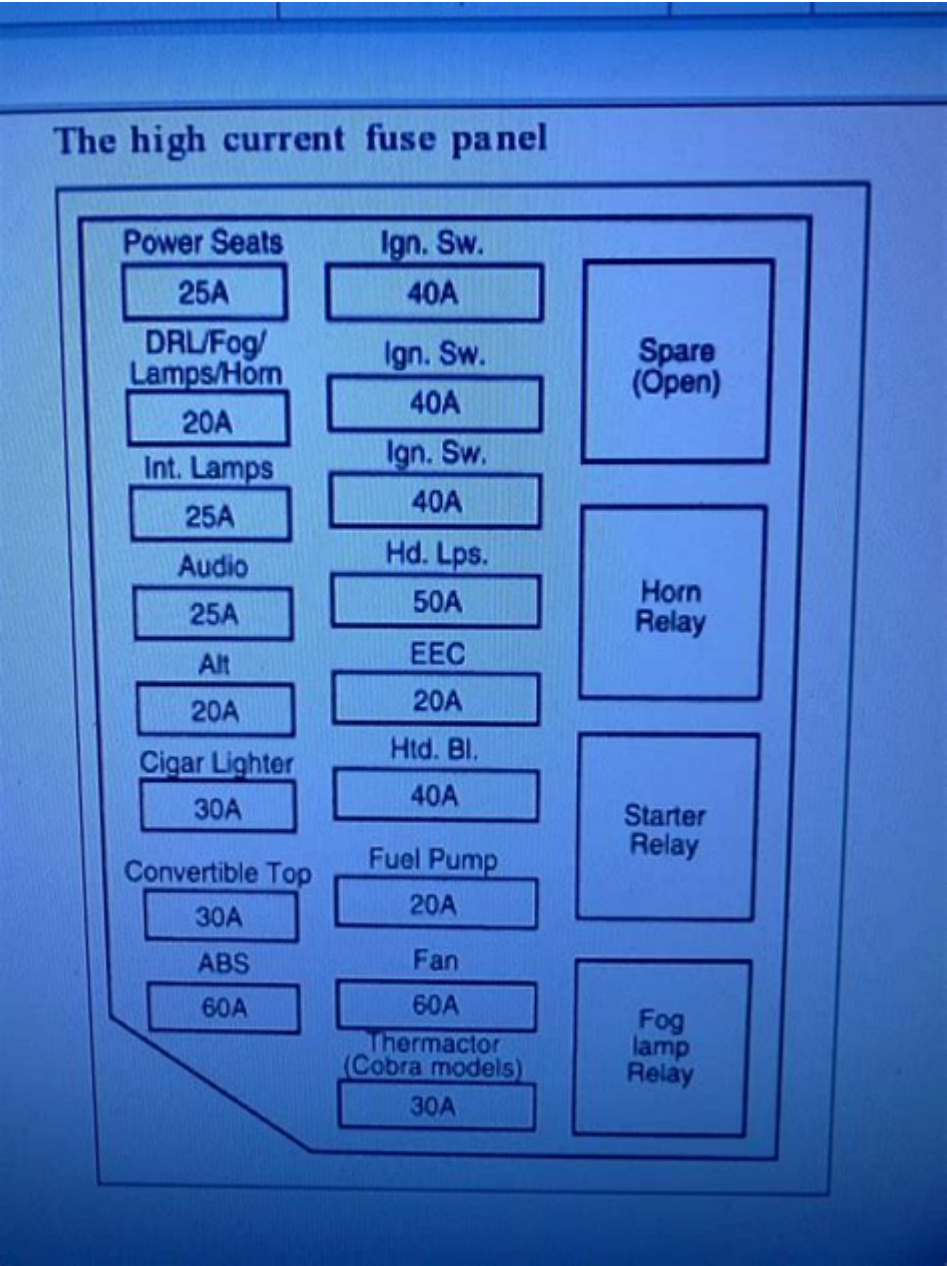 The high current fuse panel
Power Seats
25A
DRL/Fog/
Lamps/Horn
20A
Int. Lamps
25A
Audio
25A
Alt
20A
Cigar Lighter
30A
Convertible Top
30A
ABS
60A
Ign. Sw.
40A
Ign. Sw.
40A
Ign. Sw.
40A
Hd. Lps.
50A
EEC
20A
Htd. Bl.
40A
Fuel Pump
20A
Fan
60A
Thermactor
(Cobra models)
30A
Spare
(Open)
Horn
Relay
Starter
Relay
Fog
lamp
Relay